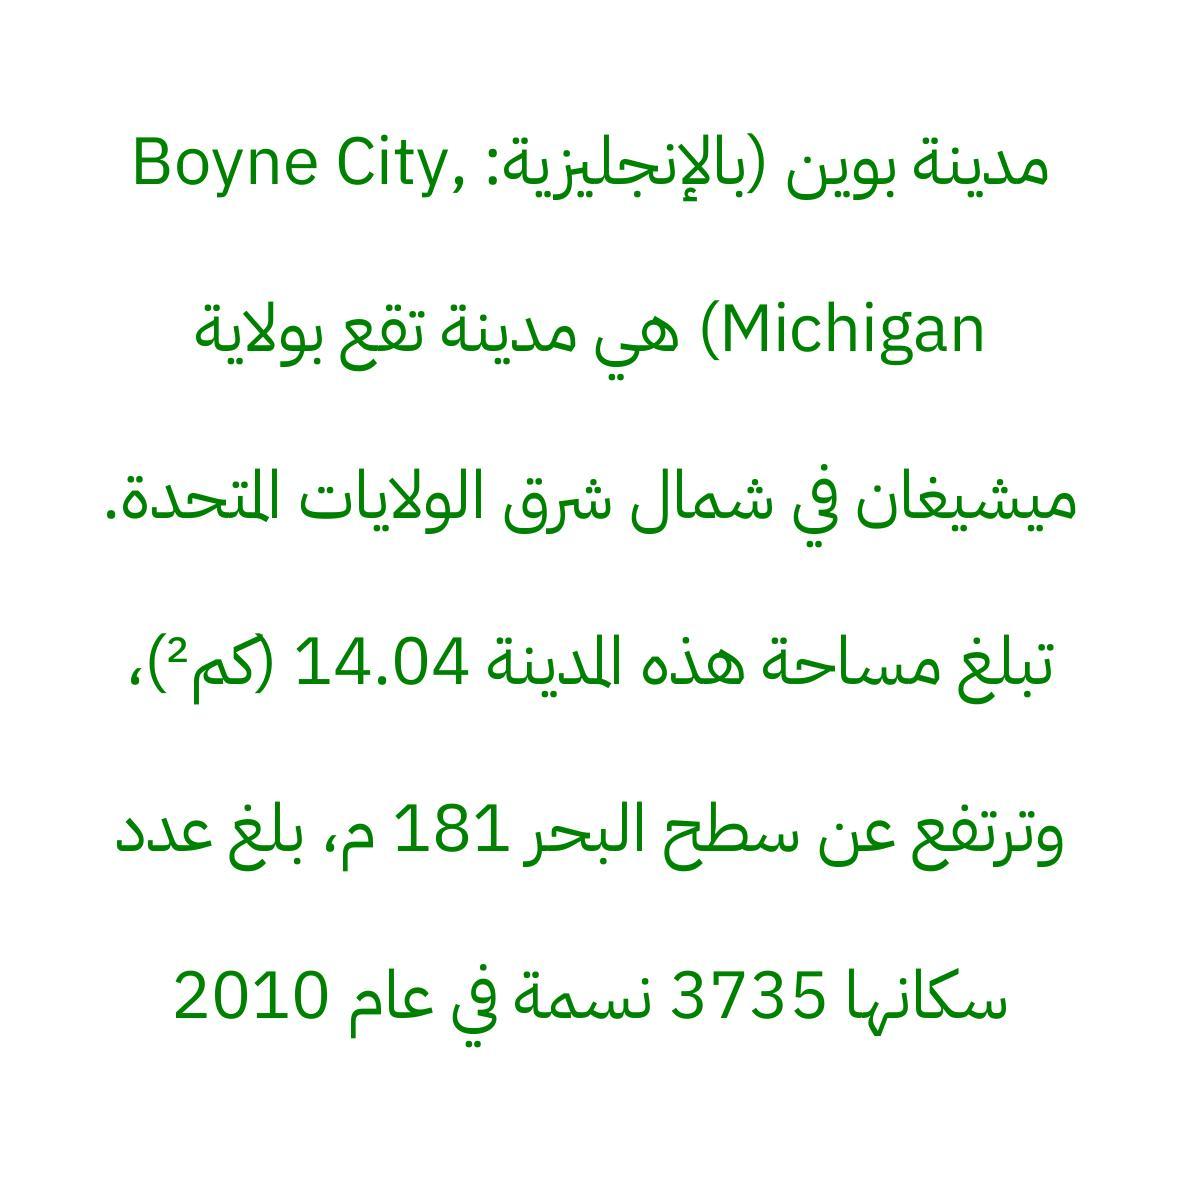 مدينة بوين (بالإنجليزية: Boyne City,
Michigan) هي مدينة تقع بولاية
ميشيغان في شمال شرق الولايات المتحدة.
تبلغ مساحة هذه المدينة 14.04 (كم²)،
وترتفع عن سطح البحر 181 م، بلغ عدد
سكانها 3735 نسمة في عام 2010